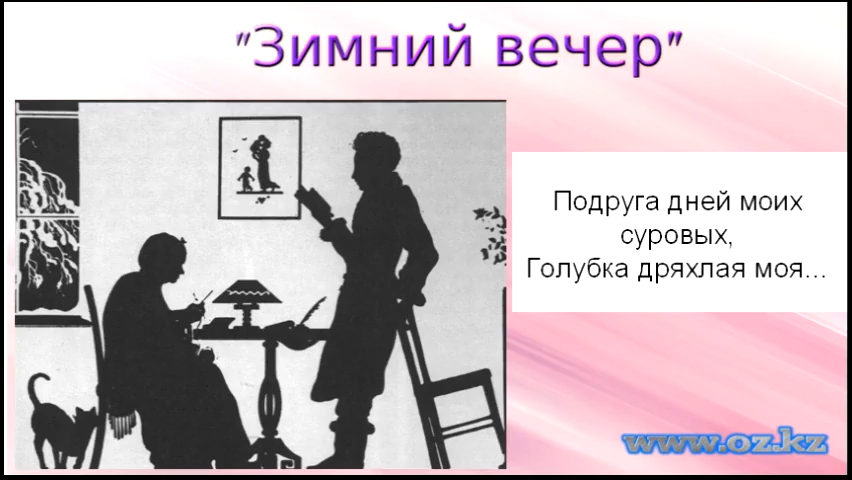 "Зимний вечер"
Подруга дней моих
суровых,
Голубка дряхлая моя...
www.oz.kz